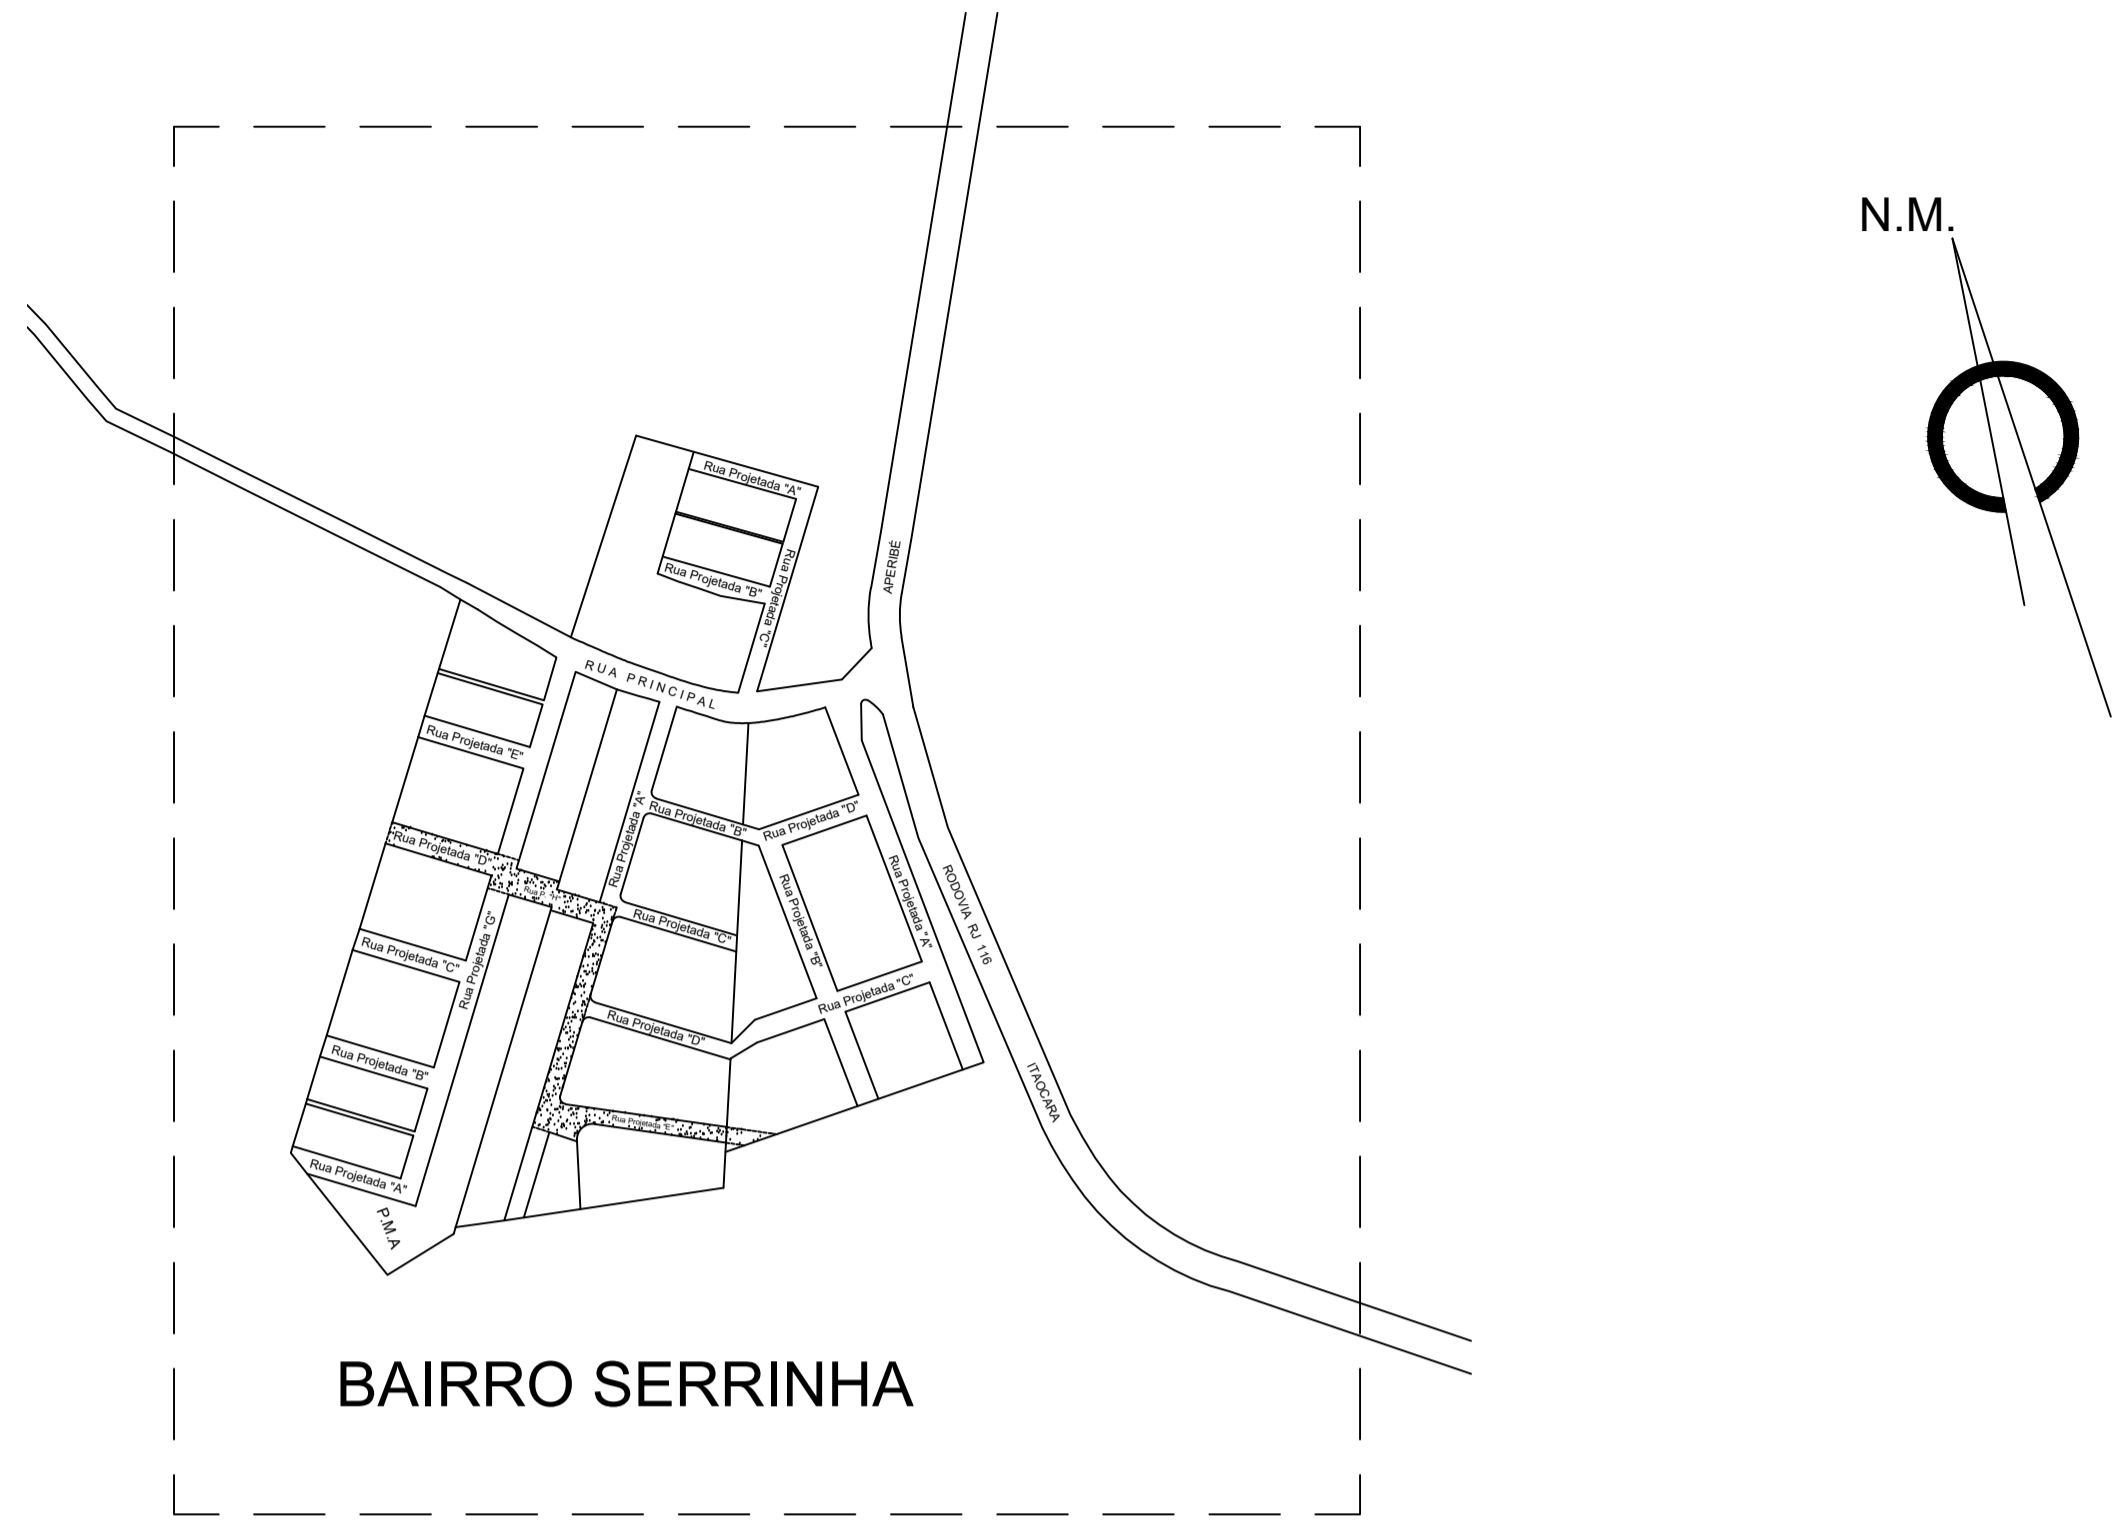 N.M.
Rua Projetada "A"
Rua Projetada "C"
Rua Projetada "B"
APERIBÉ
RUA PRINCIPAL
Rua Projetada "E"
Rua Projetada "A"
Rua Projetada "B"
Rua Projetada "D"
Rua Projetada "D"
Rua P. "H"
Rua Projetada "G"
Rua Projetada "C"
Rua Projetada "B"
Rua Projetada "A"
RODOVIA RJ 116
Rua Projetada "C"
Rua Projetada "C"
Rua Projetada "D"
Rua Projetada "B"
ITAOCARA
Rua Projetada "E"
Rua Projetada "A"
P.M.A
BAIRRO SERRINHA